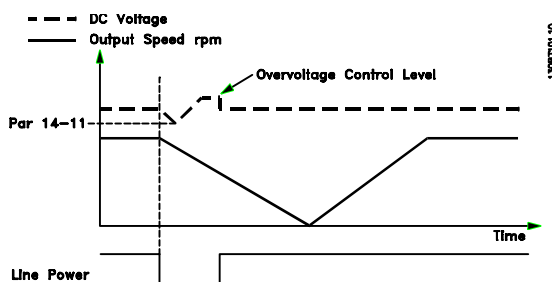 DC Voltage
Output Speed rpm
Overvoltage Control Level
Par 14-11
Time
Line Power